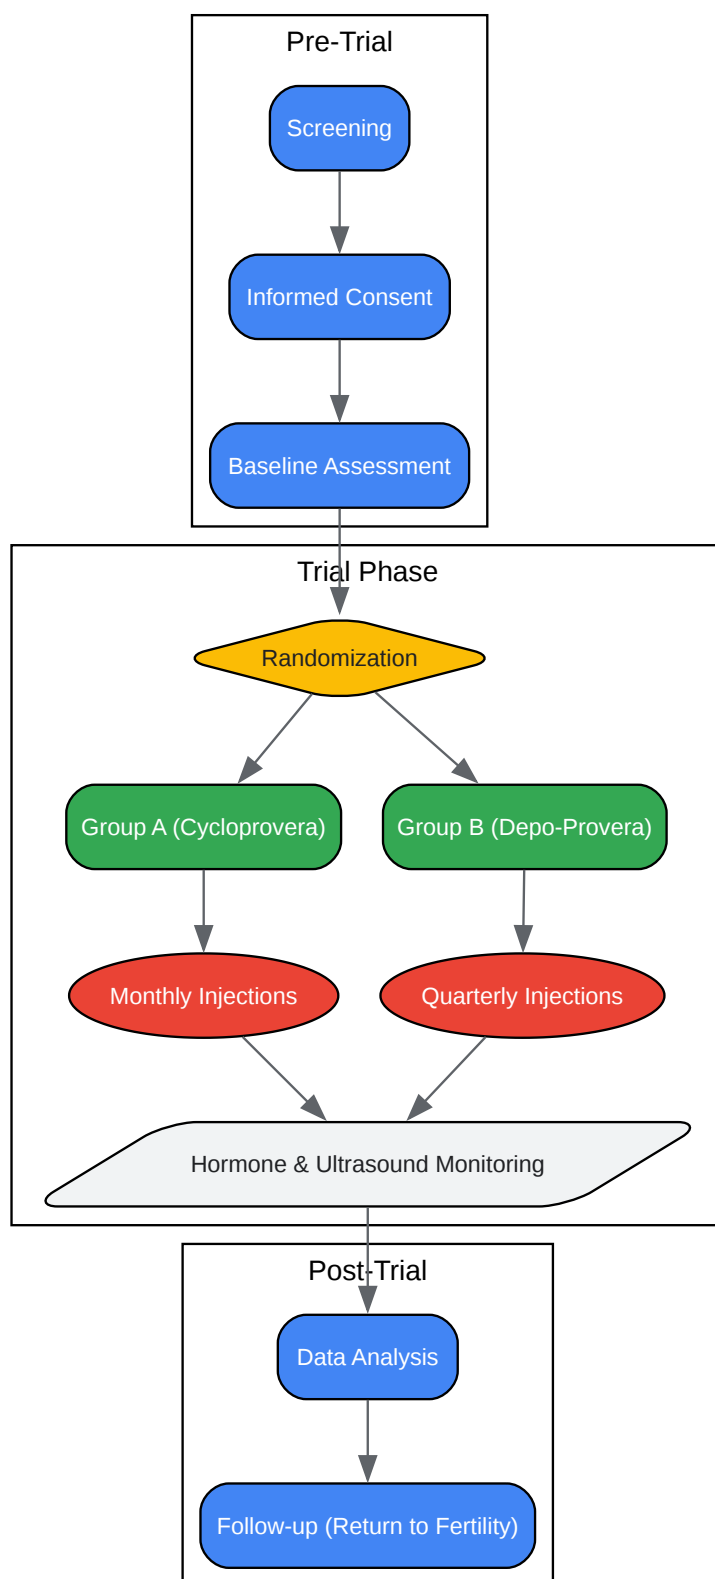 Pre-Trial
Screening
Informed Consent
Baseline Assessment
Trial Phase
Randomization
Group A (Cycloprovera)
Group B (Depo-Provera)
Monthly Injections
Quarterly Injections
Hormone & Ultrasound Monitoring
Post-Trial
Data Analysis
Follow-up (Return to Fertility)